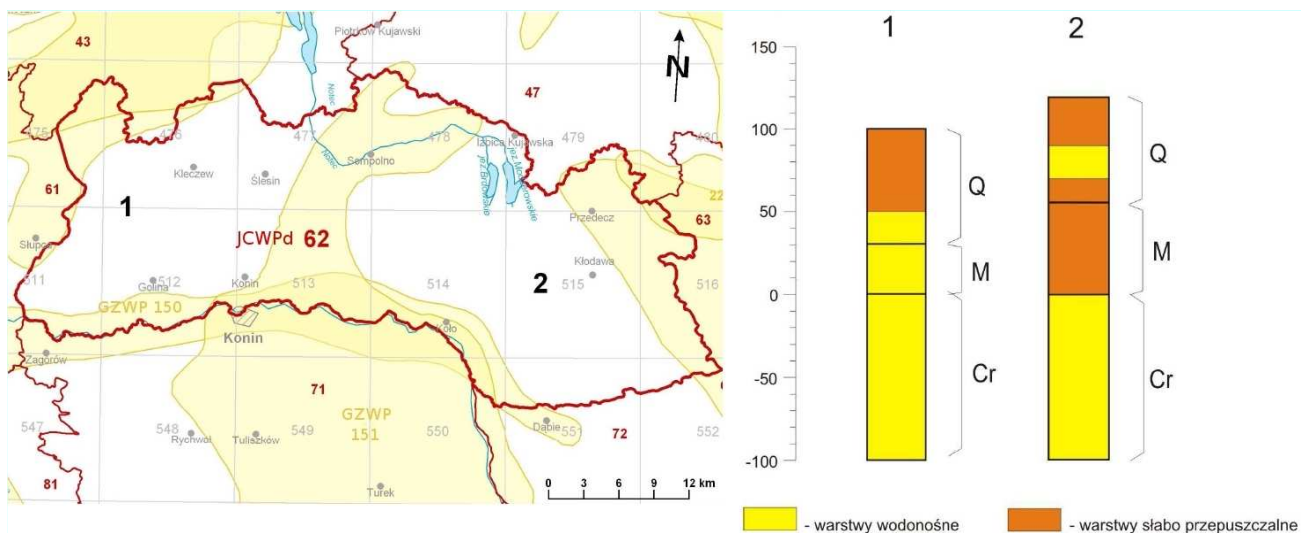 43
Piotrków Kujawski
N
47
475
476
477
478
479
480
Noteć
Noteć
Izbica Kujawska
Sompolno
Kleczew
Ślesin
61
1
22
63
Przedecz
Słupca
JCWPd 62
Kłodawa
511
512
513
514
2
515
516
Golina
Konin
GZWP 150
Koło
Konin
Zagórów
71
GZWP
151
547
548
549
550
551
552
Rychwał
Tuliszków
Dąbie
72
81
Turek
0 3 6 9 12 km
1 2
150
100
50
0
-50
-100
Q
M
Cr
Q
M
Cr
- warstwy wodonośne
- warstwy słabo przepuszczalne